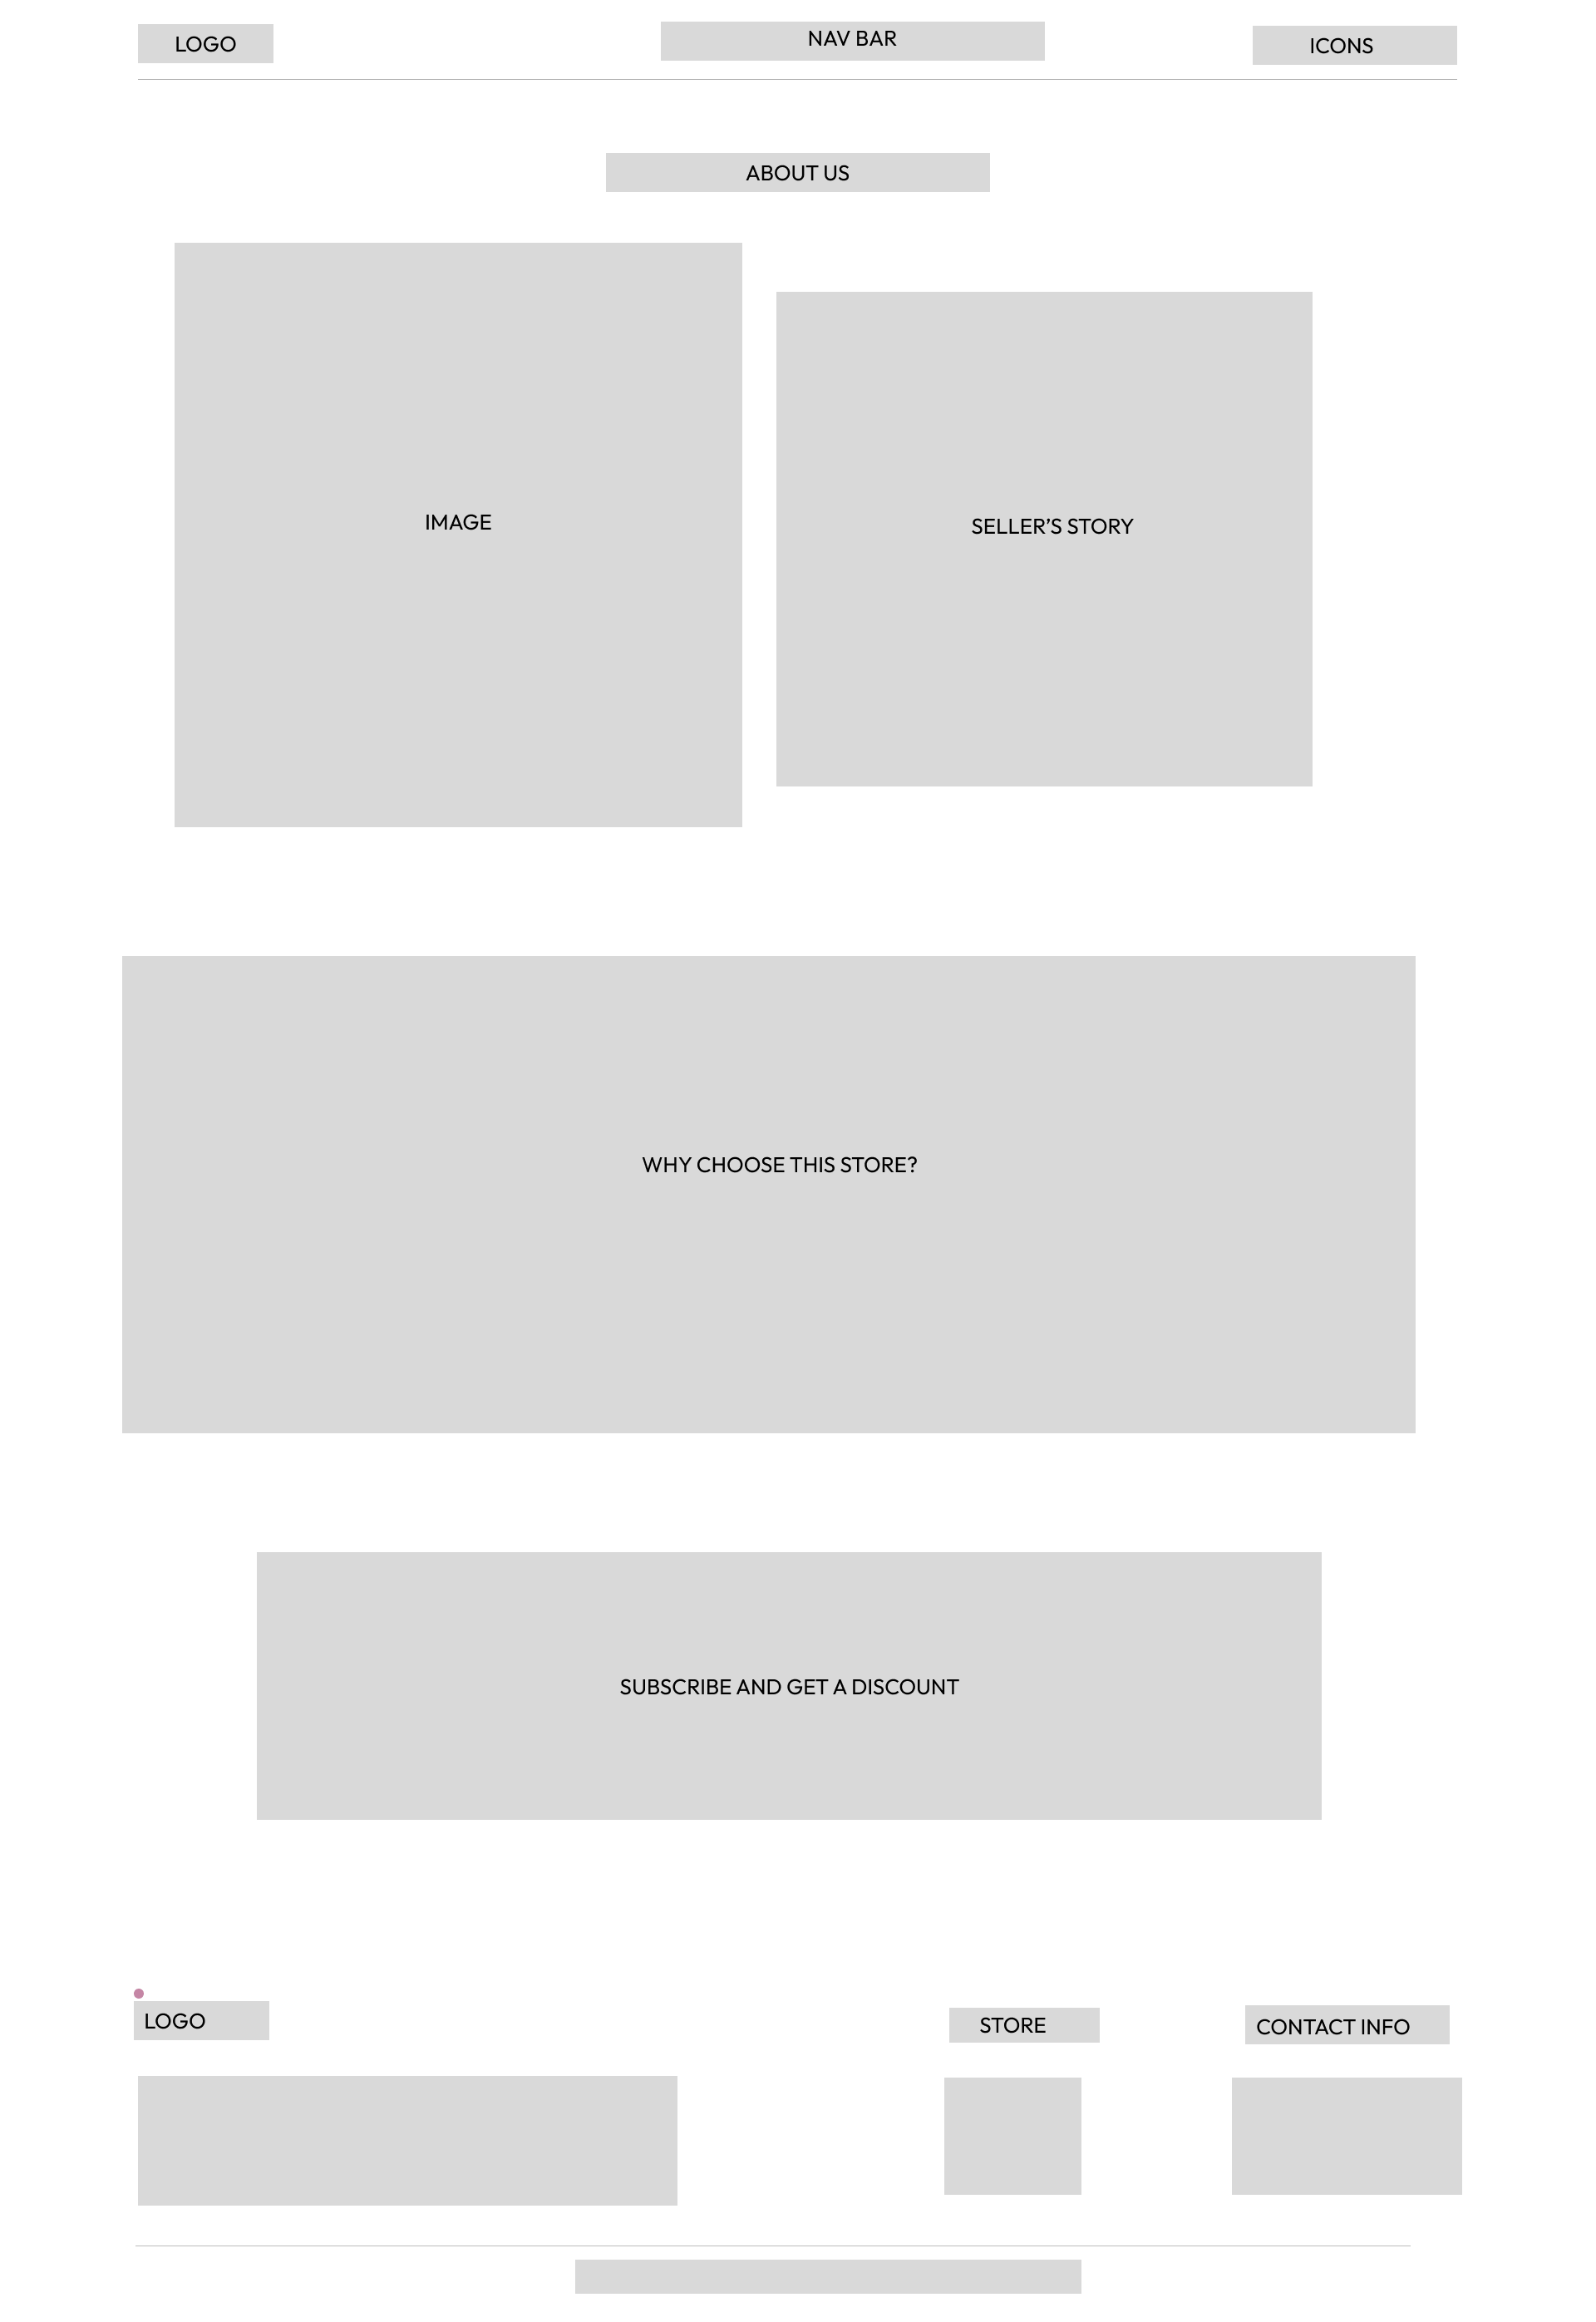 LOGO
NAV BAR
ICONS
ABOUT US
IMAGE
SELLER’S STORY
WHY CHOOSE THIS STORE?
SUBSCRIBE AND GET A DISCOUNT
LOGO
STORE
CONTACT INFO